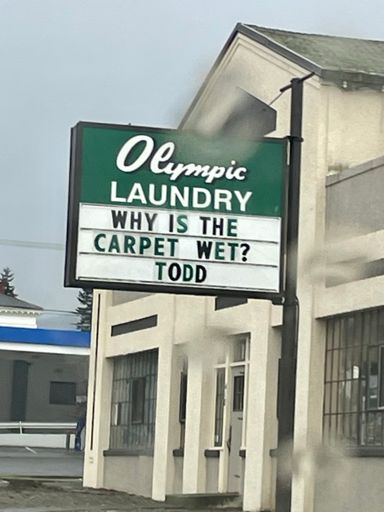 Olympic
LAUNDRY
WHY IS THE
CARPET WET?
TODD